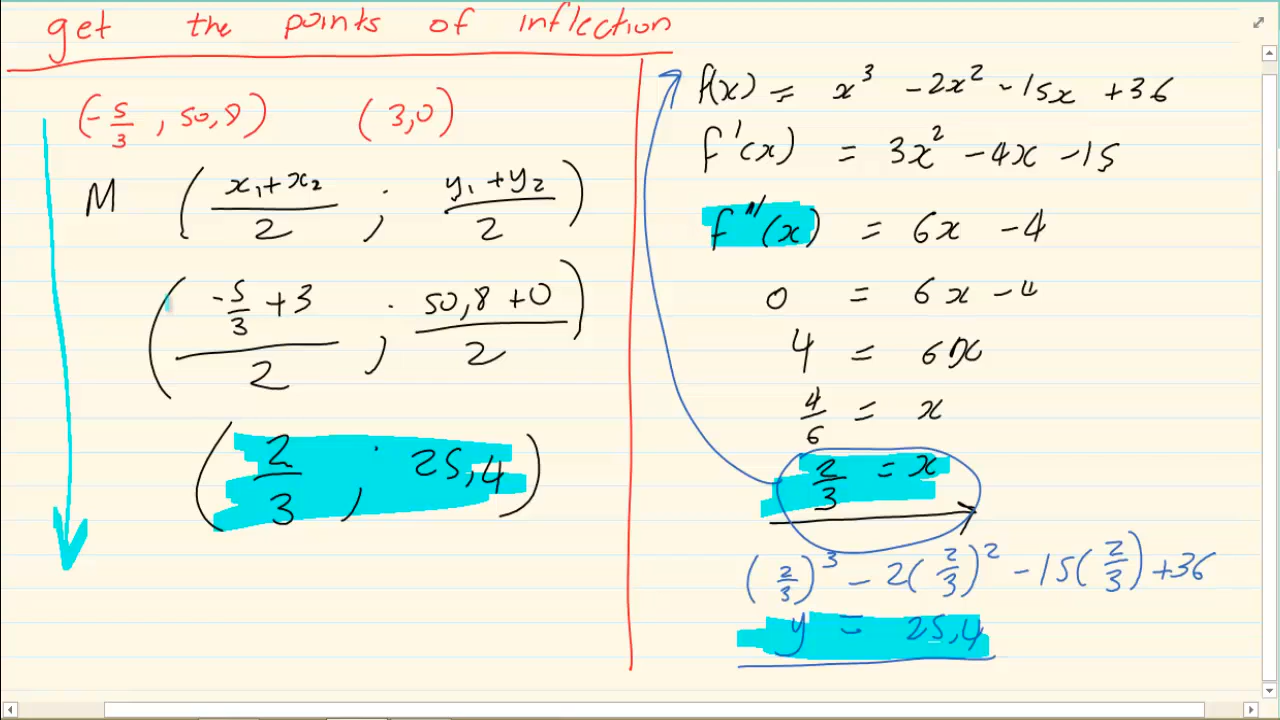 get the points of inflection
(-5/3 , 50,8) (3,0)
M (x₁+x₂/2 ; y₁+y₂/2)
(-5/3 +3/2 ; 50,8 +0/2)
(2/3 ; 25,4)
f(x) = x³ -2x² -15x +36
f'(x) = 3x² -4x -15
f''(x) = 6x -4
0 = 6x -4
4 = 6x
4/6 = x
2/3 = x
(2/3)³ - 2(2/3)² -15(2/3) +36
y = 25,4